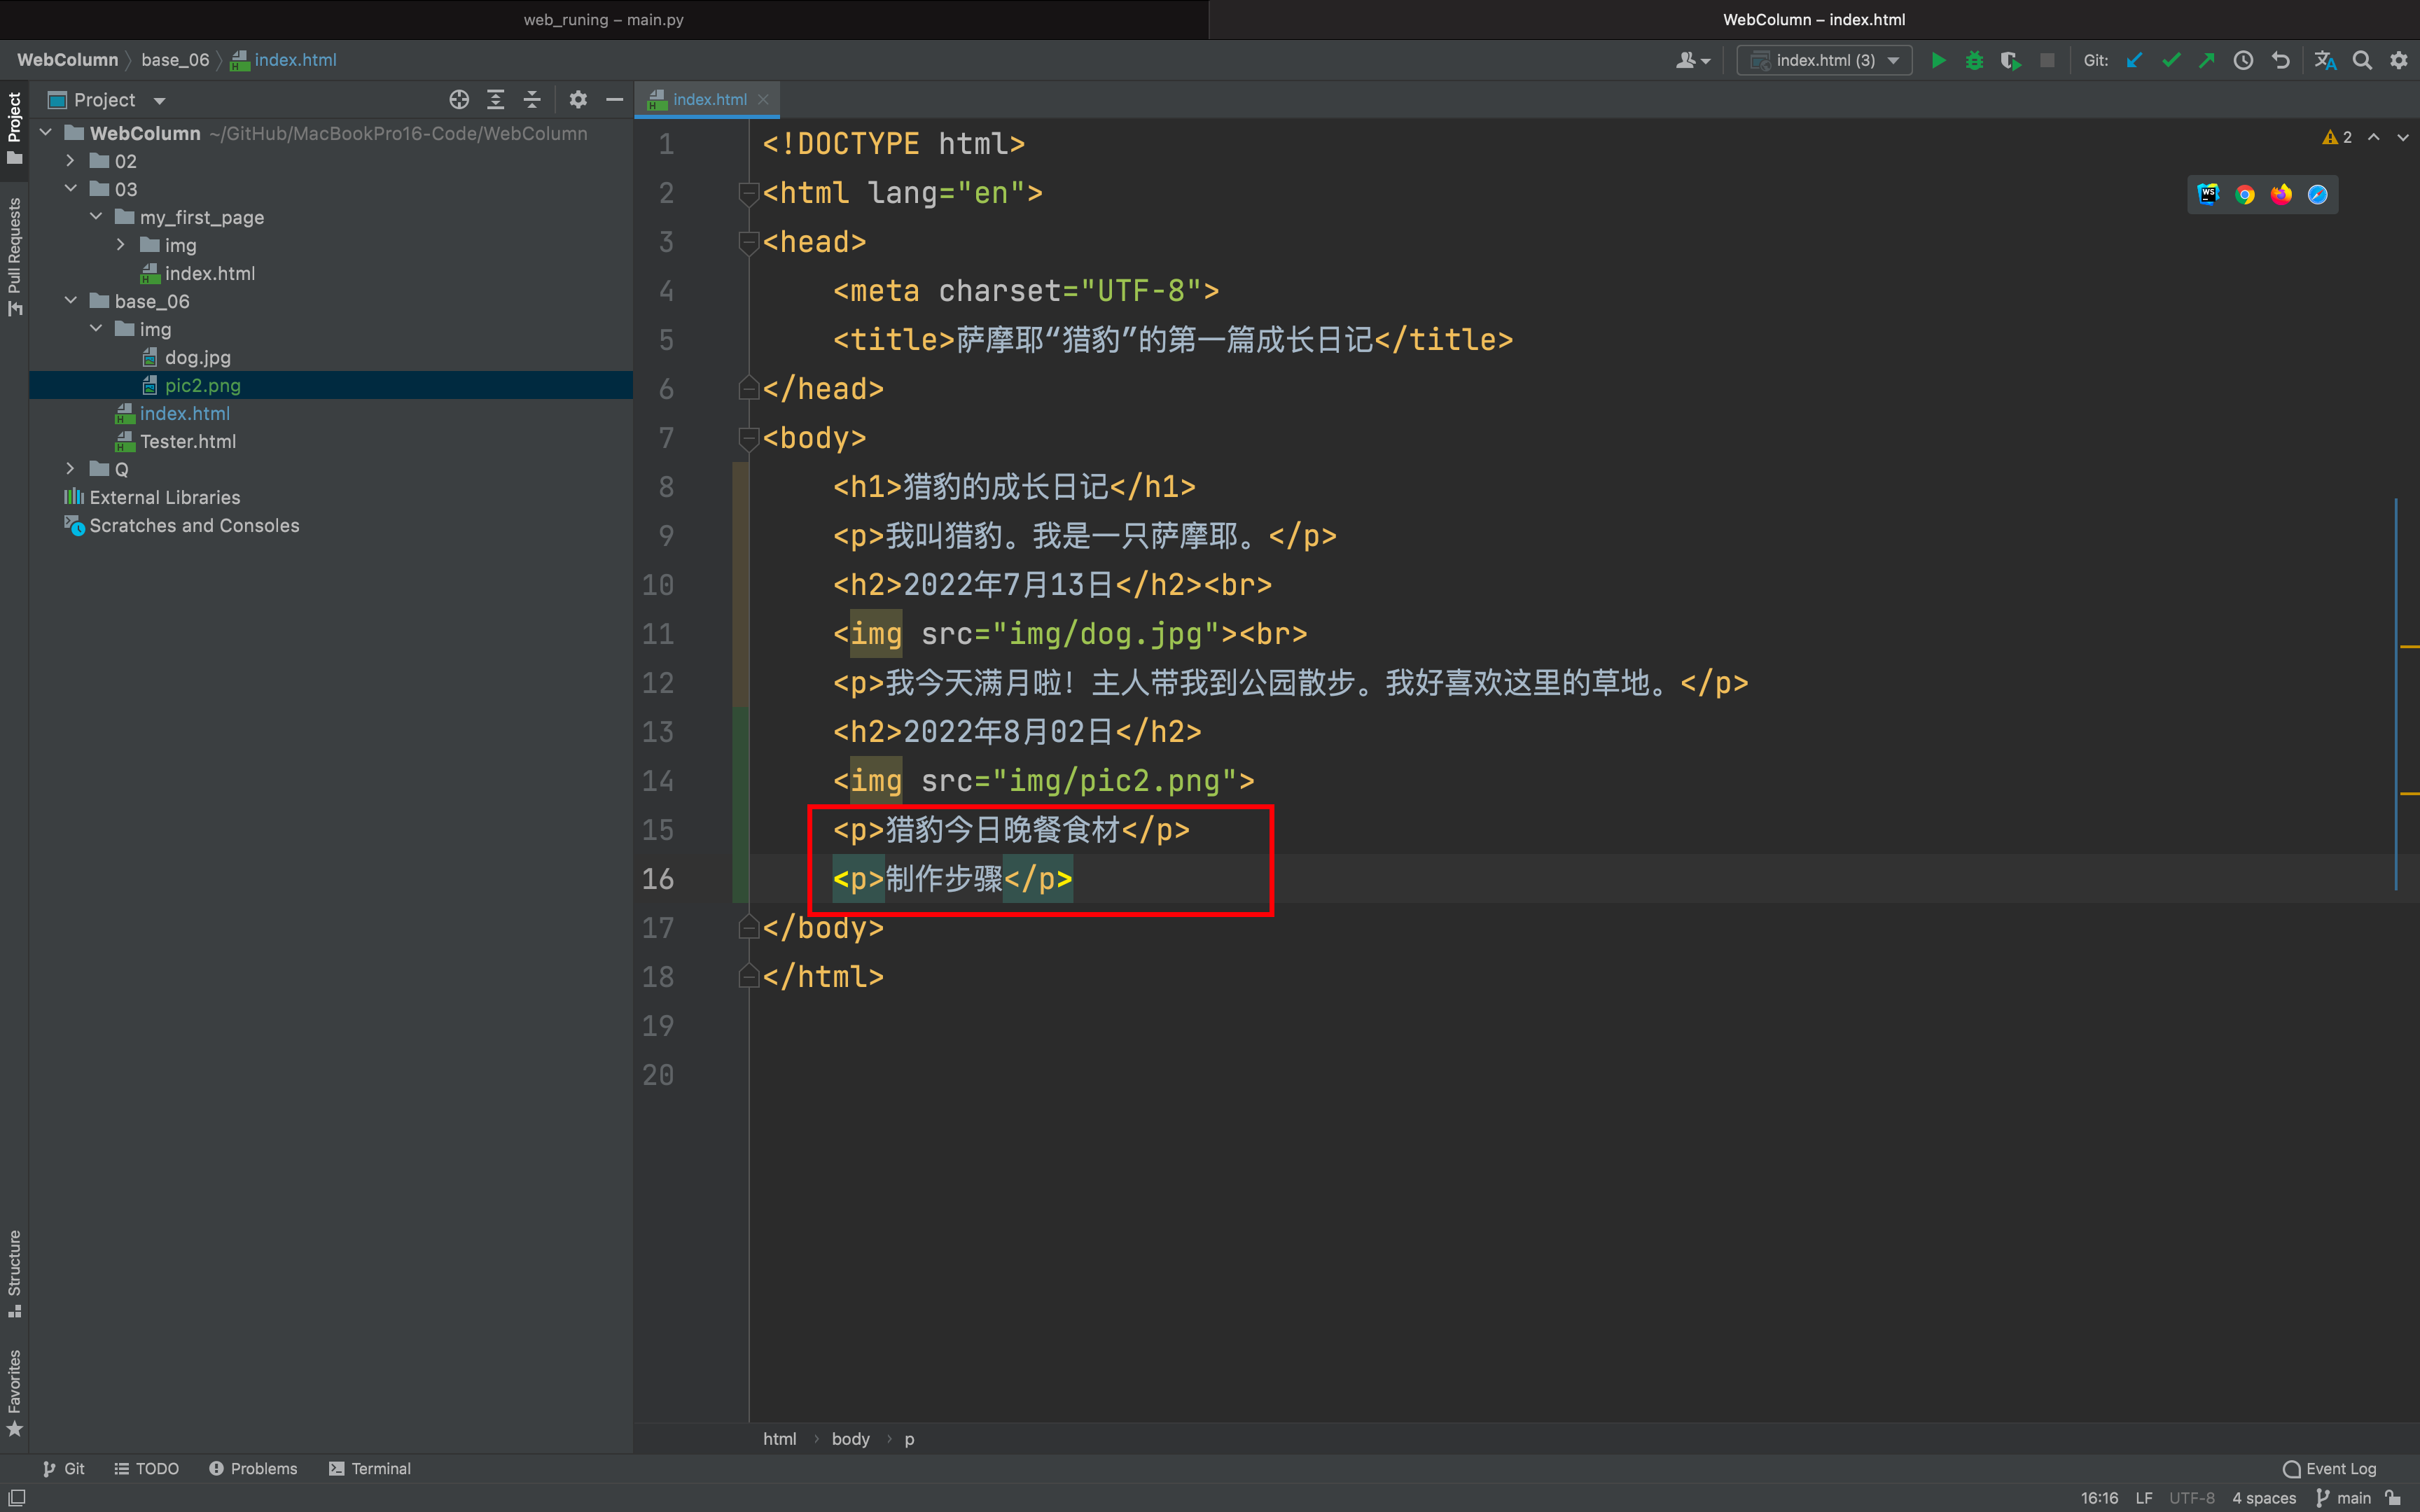 web_runing – main.py
WebColumn – index.html
WebColumn base_06 index.html
index.html (3)
Git:
Project
index.html
Project
Pull Requests
Structure
Favorites
WebColumn ~/GitHub/MacBookPro16-Code/WebColumn
02
03
my_first_page
img
index.html
base_06
img
dog.jpg
pic2.png
index.html
Tester.html
Q
External Libraries
Scratches and Consoles
2
WS
1 <!DOCTYPE html>
2 <html lang="en">
3 <head>
4 <meta charset="UTF-8">
5 <title>萨摩耶“猎豹”的第一篇成长日记</title>
6 </head>
7 <body>
8 <h1>猎豹的成长日记</h1>
9 <p>我叫猎豹。我是一只萨摩耶。</p>
10 <h2>2022年7月13日</h2><br>
11 <img src="img/dog.jpg"><br>
12 <p>我今天满月啦！主人带我到公园散步。我好喜欢这里的草地。</p>
13 <h2>2022年8月02日</h2>
14 <img src="img/pic2.png">
15 <p>猎豹今日晚餐食材</p>
16 <p>制作步骤</p>
17 </body>
18 </html>
19
20
html body p
Git TODO Problems Terminal
Event Log
16:16 LF UTF-8 4 spaces main